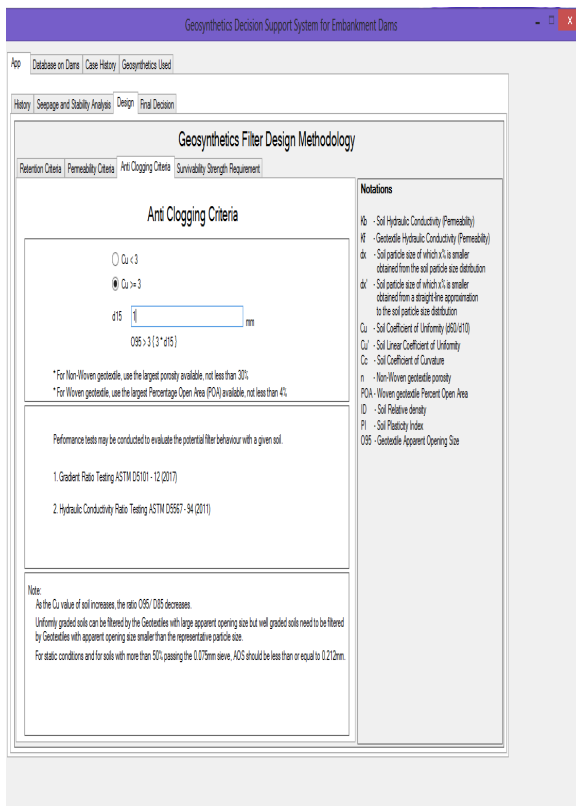 Geosynthetics Decision Support System for Embankment Dams
App Database on Dams Case History Geosynthetics Used
History Seepage and Stability Analysis Design Final Decision
Geosynthetics Filter Design Methodology
Retention Criteria Permeability Criteria Anti Clogging Criteria Survivability Strength Requirement
Anti Clogging Criteria
Cu < 3
Cu >= 3
d15 1 mm
O95 > 3 ( 3 * d15 )
* For Non-Woven geotextile, use the largest porosity available, not less than 30%
* For Woven geotextile, use the largest Percentage Open Area (POA) available, not less than 4%
Performance tests may be conducted to evaluate the potential filter behaviour with a given soil.
1. Gradient Ratio Testing ASTM D5101 - 12 (2017)
2. Hydraulic Conductivity Ratio Testing ASTM D5567 - 94 (2011)
Note:
As the Cu value of soil increases, the ratio O95/ D85 decreases.
Uniformly graded soils can be filtered by the Geotextiles with large apparent opening size but well graded soils need to be filtered
by Geotextiles with apparent opening size smaller than the representative particle size.
For static conditions and for soils with more than 50% passing the 0.075mm sieve, AOS should be less than or equal to 0.212mm.
Notations
Kb - Soil Hydraulic Conductivity (Permeability)
Kf - Geotextile Hydraulic Conductivity (Permeability)
dx - Soil particle size of which x% is smaller
obtained from the soil particle size distribution
dx' - Soil particle size of which x% is smaller
obtained from a straight-line approximation
to the soil particle size distribution
Cu - Soil Coefficient of Uniformity (d60/d10)
Cu' - Soil Linear Coefficient of Uniformity
Cc - Soil Coefficient of Curvature
n - Non-Woven geotextile porosity
POA - Woven geotextile Percent Open Area
ID - Soil Relative density
PI - Soil Plasticity Index
O95 - Geotextile Apparent Opening Size